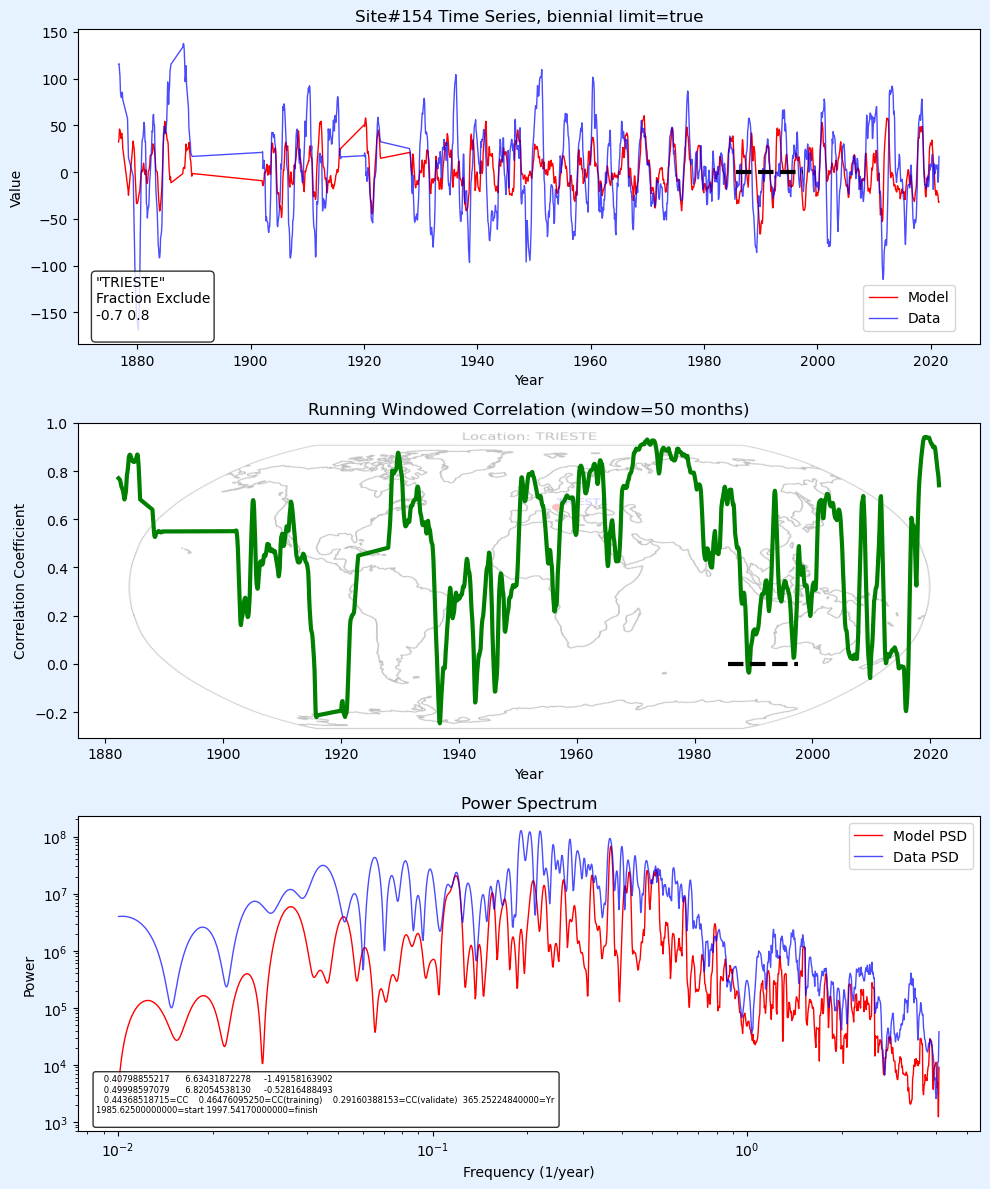 Site#154 Time Series, biennial limit=true
150
100
50
0
−50
−100
−150
Value
"TRIESTE"
Fraction Exclude
-0.7 0.8
Model
Data
1880
1900
1920
1940
1960
1980
2000
2020
Year
Running Windowed Correlation (window=50 months)
Location: TRIESTE
1.0
0.8
0.6
0.4
0.2
0.0
−0.2
Correlation Coefficient
1880
1900
1920
1940
1960
1980
2000
2020
Year
Power Spectrum
10^8
10^7
10^6
10^5
10^4
10^3
Power
Model PSD
Data PSD
0.40798855217 6.63431872278 -1.49158163902
0.49998597079 6.82054538130 -0.52816488493
0.44368518715=CC 0.46476095250=CC(training) 0.29160388153=CC(validate) 365.25224840000=Yr
1985.62500000000=start 1997.54170000000=finish
10^−2
10^−1
10^0
Frequency (1/year)